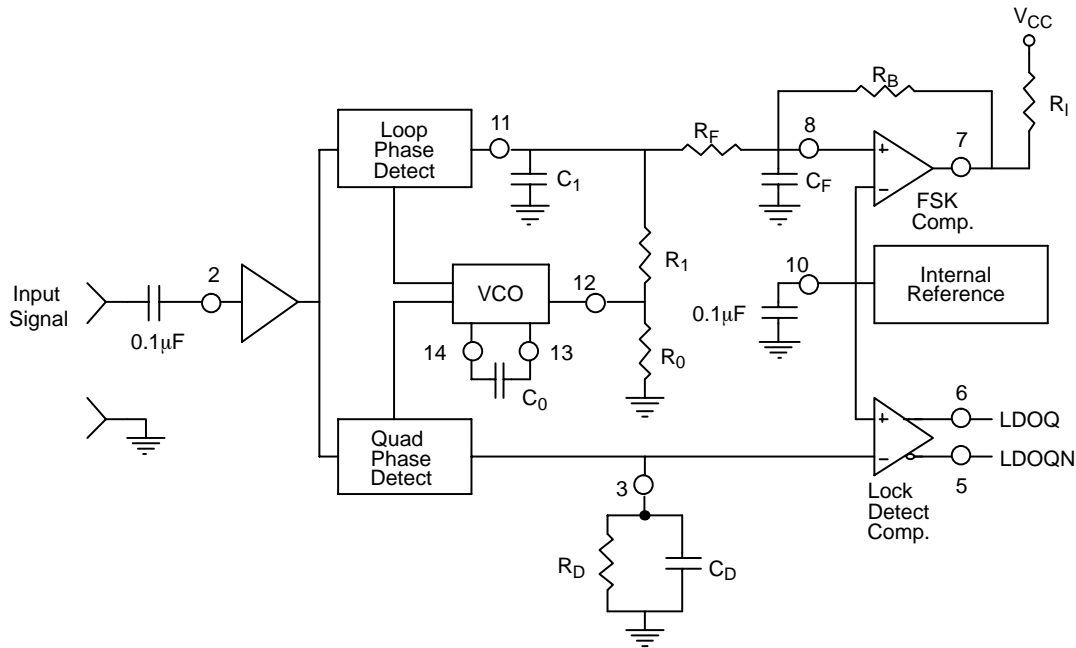 V_CC
R_B
R_I
Loop
Phase
Detect
11
R_F
8
7
C_1
C_F
+
−
FSK
Comp.
Input
Signal
0.1μF
2
VCO
12
R_1
10
0.1μF
Internal
Reference
14
13
C_0
R_0
Quad
Phase
Detect
+
−
6
LDOQ
LDOQN
5
Lock
Detect
Comp.
3
R_D
C_D